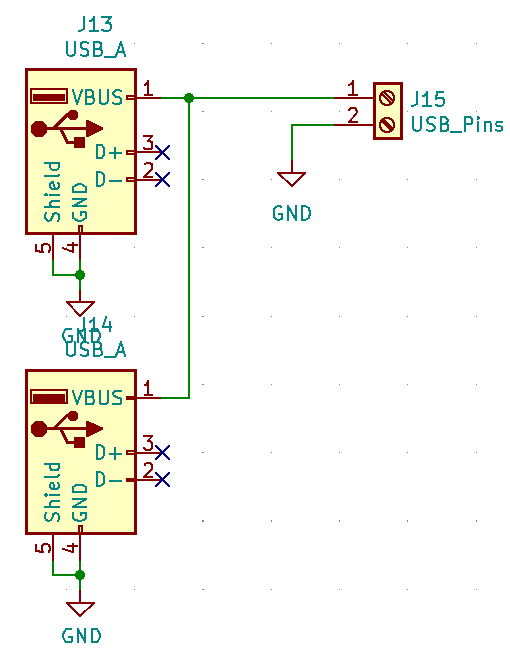 J13
USB_A
VBUS
1
D+
3
D-
2
Shield
GND
5
4
GND
1
2
J15
USB_Pins
GND
J14
USB_A
VBUS
1
D+
3
D-
2
Shield
GND
5
4
GND